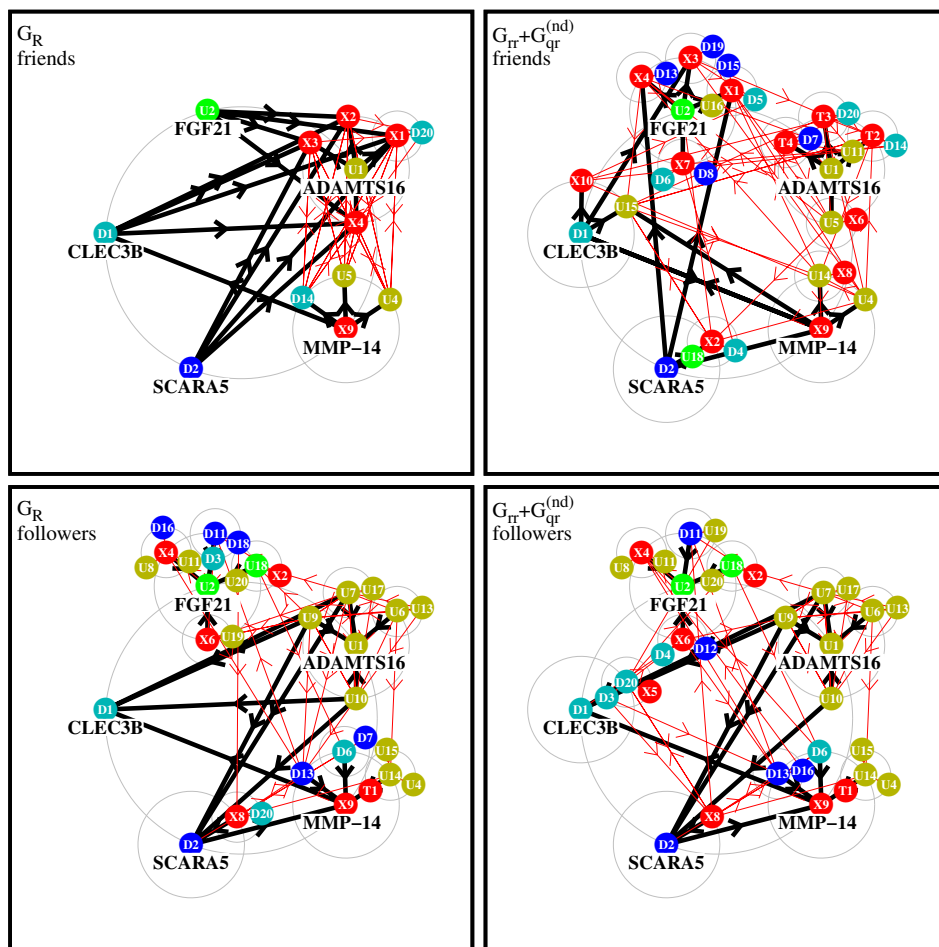 G_R
friends
U2
FGF21
X2
X1
D20
X3
U1
ADAMTS16
X4
D1
CLEC3B
U5
D14
U4
X9
MMP-14
D2
SCARA5
G_rr+G_qr^(nd)
friends
D19
X3
D15
X4
D13
X1
D5
U16
U2
FGF21
T3
D20
T4
D7
T2
U11
D14
X7
D8
D6
U1
ADAMTS16
X10
U15
D1
CLEC3B
U5
X6
U14
X8
U4
X9
MMP-14
X2
D4
U18
D2
SCARA5
G_R
followers
D16
D11
D18
X4
U11
D3
U8
U18
X2
U20
U2
FGF21
U7
U17
U6
U13
U9
X6
U19
U1
ADAMTS16
U10
D1
CLEC3B
D7
D6
U15
D13
U14
T1
U4
X9
MMP-14
X8
D20
D2
SCARA5
G_rr+G_qr^(nd)
followers
D11
U19
X4
U11
U8
U18
X2
U20
U2
FGF21
U7
U17
U6
U13
U9
X6
D12
D4
U1
ADAMTS16
D20
X5
D3
U10
D1
CLEC3B
D6
U15
D13
D16
U14
T1
U4
X9
MMP-14
X8
D2
SCARA5